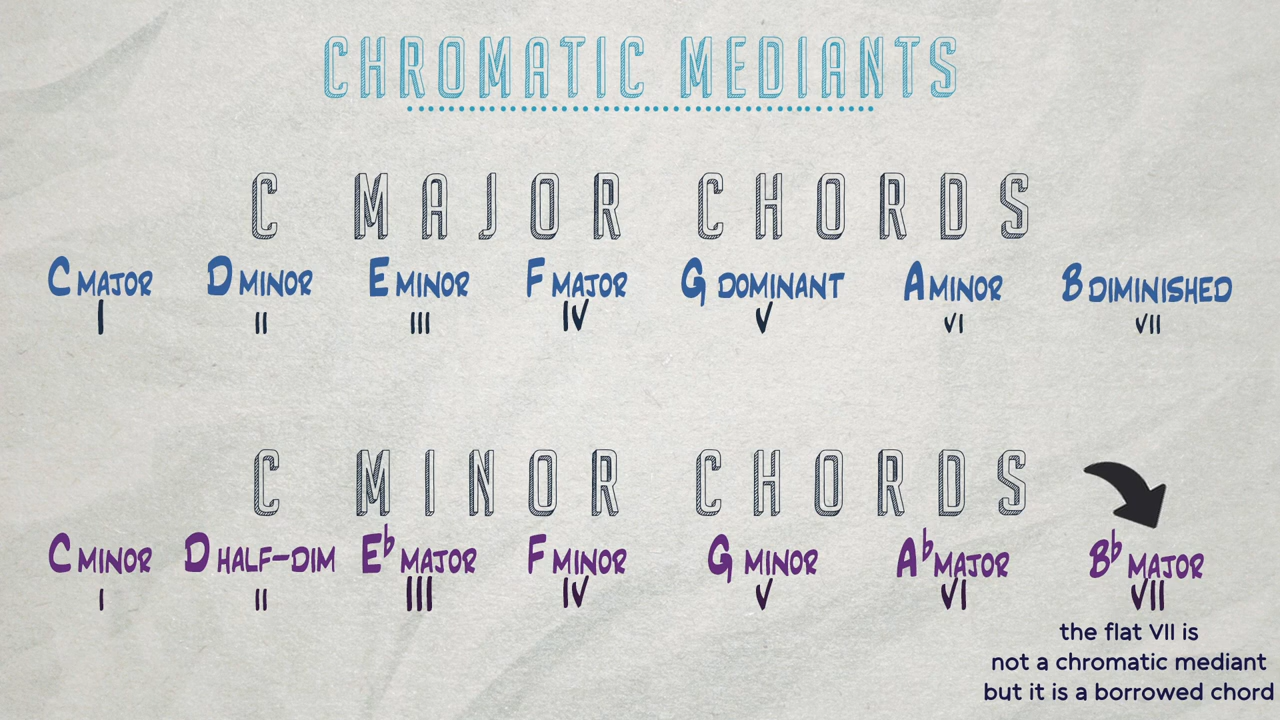 CHROMATIC MEDIANTS
C MAJOR CHORDS
C MAJOR D MINOR E MINOR F MAJOR G DOMINANT A MINOR B DIMINISHED
I II III IV V VI VII
C MINOR CHORDS
C MINOR D HALF-DIM E♭ MAJOR F MINOR G MINOR A♭ MAJOR B♭ MAJOR
I II III IV V VI VII
the flat VII is
not a chromatic mediant
but it is a borrowed chord